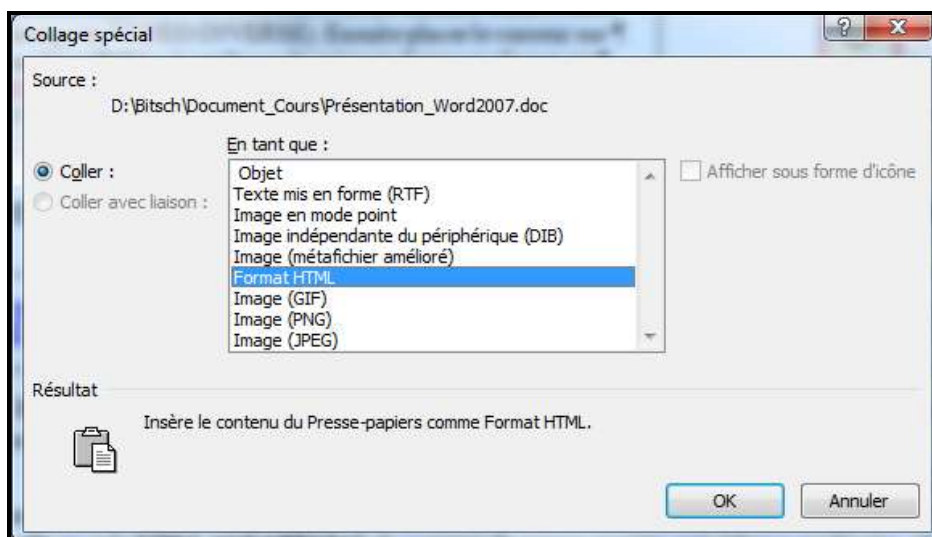 Collage spécial
Source :
D:\Bitsch\Document_Cours\Présentation_Word2007.doc
En tant que :
Coller :
Coller avec liaison :
Objet
Texte mis en forme (RTF)
Image en mode point
Image indépendante du périphérique (DIB)
Image (métafichier amélioré)
Format HTML
Image (GIF)
Image (PNG)
Image (JPEG)
Afficher sous forme d'icône
Résultat
Insère le contenu du Presse-papiers comme Format HTML.
OK
Annuler